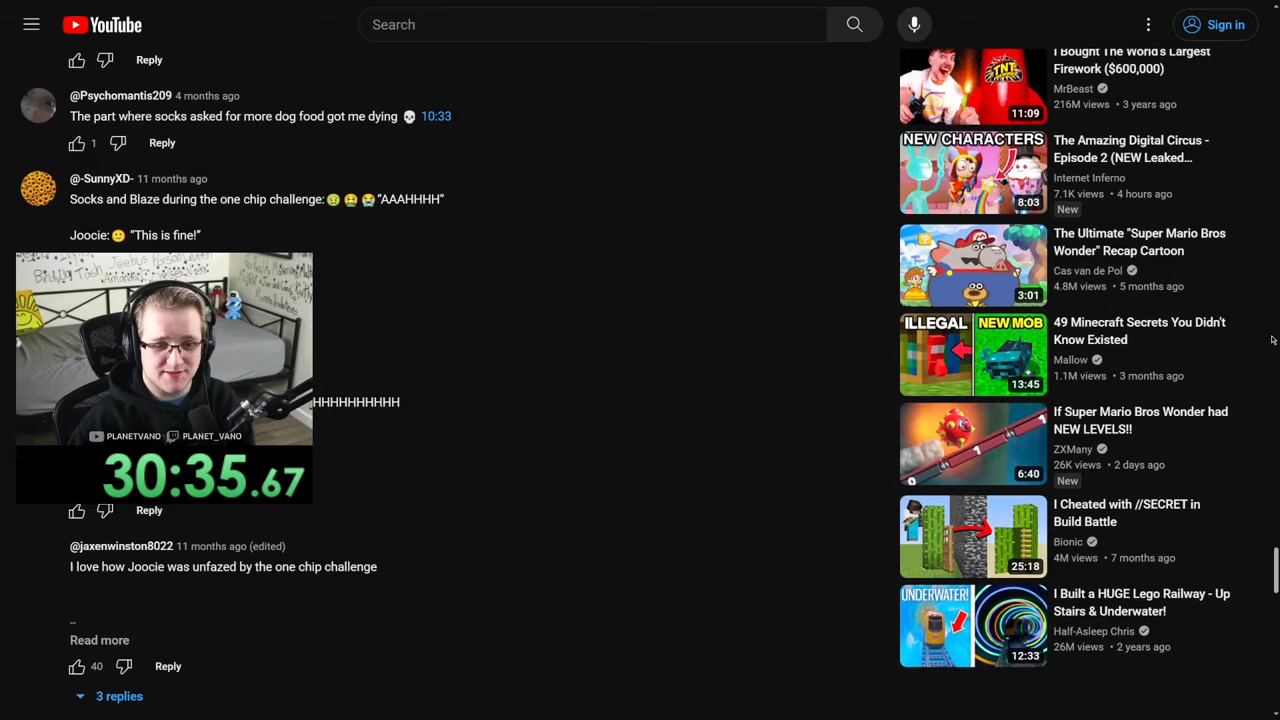 YouTube
Search
Sign in
Reply
@Psychomantis209 4 months ago
The part where socks asked for more dog food got me dying 💀 10:33
1 Reply
@-SunnyXD- 11 months ago
Socks and Blaze during the one chip challenge:🤢🤮😭"AAAHHHH"
Joocie:🙂 "This is fine!"
PLANETVANO PLANET_VANO
30:35.67
HHHHHHHHHH
Reply
@jaxenwinston8022 11 months ago (edited)
I love how Joocie was unfazed by the one chip challenge
..
Read more
40 Reply
3 replies
TNT
11:09
I Bought The World's Largest
Firework ($600,000)
MrBeast
216M views • 3 years ago
NEW CHARACTERS
8:03
The Amazing Digital Circus -
Episode 2 (NEW Leaked…
Internet Inferno
7.1K views • 4 hours ago
New
3:01
The Ultimate "Super Mario Bros
Wonder" Recap Cartoon
Cas van de Pol
4.8M views • 5 months ago
ILLEGAL NEW MOB
13:45
49 Minecraft Secrets You Didn't
Know Existed
Mallow
1.1M views • 3 months ago
6:40
If Super Mario Bros Wonder had
NEW LEVELS!!
ZXMany
26K views • 2 days ago
New
25:18
I Cheated with //SECRET in
Build Battle
Bionic
4M views • 7 months ago
UNDERWATER!
12:33
I Built a HUGE Lego Railway - Up
Stairs & Underwater!
Half-Asleep Chris
26M views • 2 years ago